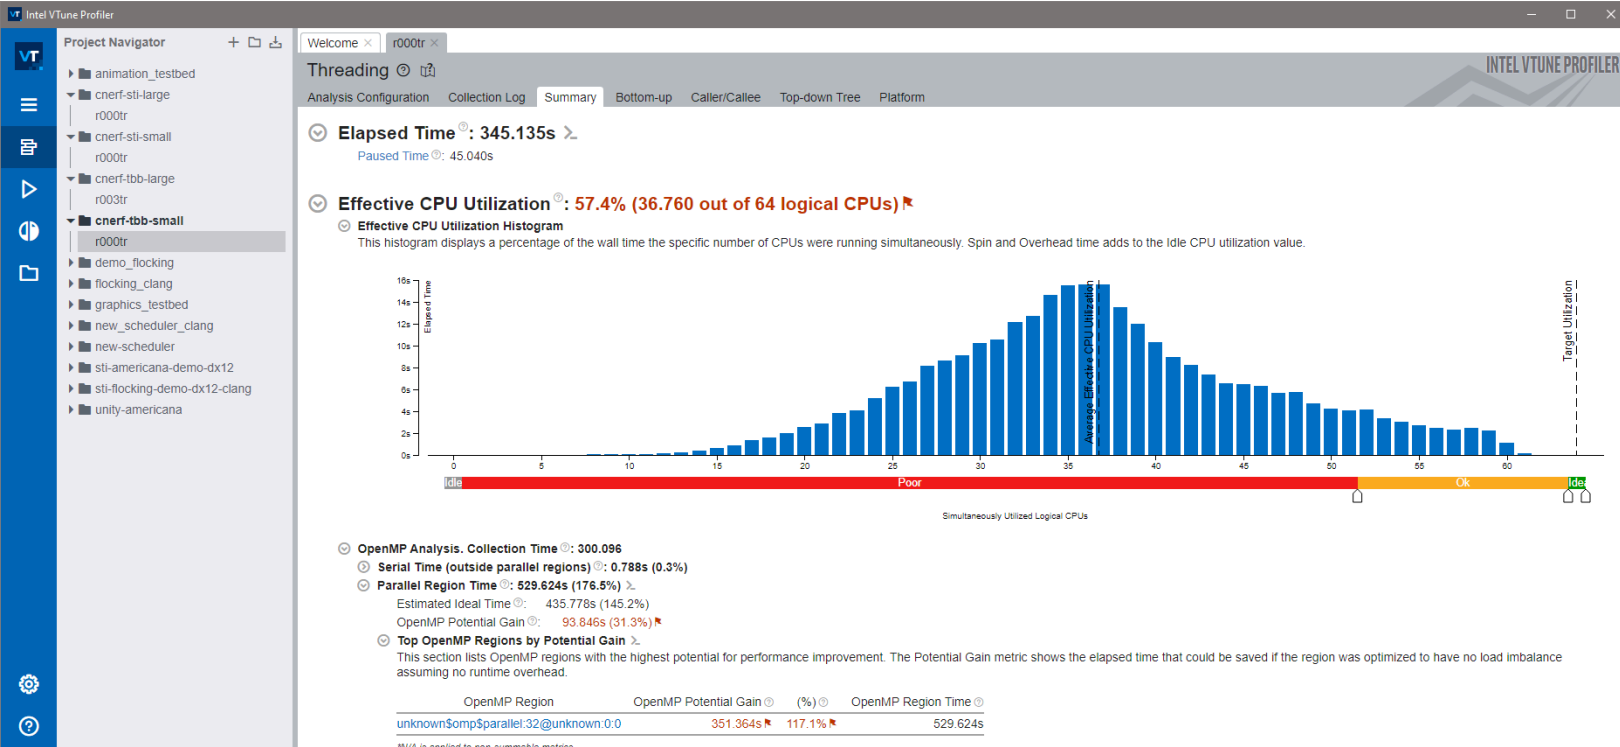 Intel VTune Profiler
VT
Project Navigator
animation_testbed
cnerf-sti-large
r000tr
cnerf-sti-small
r000tr
cnerf-tbb-large
r003tr
cnerf-tbb-small
r000tr
demo_flocking
flocking_clang
graphics_testbed
new_scheduler_clang
new-scheduler
sti-americana-demo-dx12
sti-flocking-demo-dx12-clang
unity-americana
Welcome r000tr
Threading
INTEL VTUNE PROFILER
Analysis Configuration Collection Log Summary Bottom-up Caller/Callee Top-down Tree Platform
Elapsed Time: 345.135s
Paused Time: 45.040s
Effective CPU Utilization: 57.4% (36.760 out of 64 logical CPUs)
Effective CPU Utilization Histogram
This histogram displays a percentage of the wall time the specific number of CPUs were running simultaneously. Spin and Overhead time adds to the Idle CPU utilization value.
16s
14s
12s
10s
8s
6s
4s
2s
0s
Elapsed Time
Average Effective CPU Utilization
Target Utilization
0 5 10 15 20 25 30 35 40 45 50 55 60
Idle Poor Ok Idea
Simultaneously Utilized Logical CPUs
OpenMP Analysis. Collection Time: 300.096
Serial Time (outside parallel regions): 0.788s (0.3%)
Parallel Region Time: 529.624s (176.5%)
Estimated Ideal Time: 435.778s (145.2%)
OpenMP Potential Gain: 93.846s (31.3%)
Top OpenMP Regions by Potential Gain
This section lists OpenMP regions with the highest potential for performance improvement. The Potential Gain metric shows the elapsed time that could be saved if the region was optimized to have no load imbalance
assuming no runtime overhead.
OpenMP Region OpenMP Potential Gain (%) OpenMP Region Time
unknown$omp$parallel:32@unknown:0:0 351.364s 117.1% 529.624s
*N/A is applied to non-summable metrics.